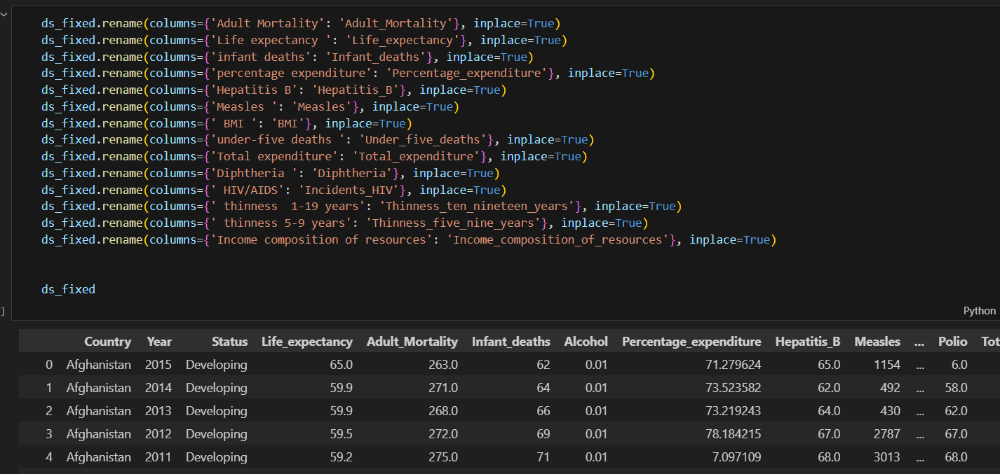 ds_fixed.rename(columns={'Adult Mortality': 'Adult_Mortality'}, inplace=True)
ds_fixed.rename(columns={'Life expectancy ': 'Life_expectancy'}, inplace=True)
ds_fixed.rename(columns={'infant deaths': 'Infant_deaths'}, inplace=True)
ds_fixed.rename(columns={'percentage expenditure': 'Percentage_expenditure'}, inplace=True)
ds_fixed.rename(columns={'Hepatitis B': 'Hepatitis_B'}, inplace=True)
ds_fixed.rename(columns={'Measles ': 'Measles'}, inplace=True)
ds_fixed.rename(columns={' BMI ': 'BMI'}, inplace=True)
ds_fixed.rename(columns={'under-five deaths ': 'Under_five_deaths'}, inplace=True)
ds_fixed.rename(columns={'Total expenditure': 'Total_expenditure'}, inplace=True)
ds_fixed.rename(columns={'Diphtheria ': 'Diphtheria'}, inplace=True)
ds_fixed.rename(columns={' HIV/AIDS': 'Incidents_HIV'}, inplace=True)
ds_fixed.rename(columns={' thinness  1-19 years': 'Thinness_ten_nineteen_years'}, inplace=True)
ds_fixed.rename(columns={' thinness 5-9 years': 'Thinness_five_nine_years'}, inplace=True)
ds_fixed.rename(columns={'Income composition of resources': 'Income_composition_of_resources'}, inplace=True)
ds_fixed
]
Python
Country Year Status Life_expectancy Adult_Mortality Infant_deaths Alcohol Percentage_expenditure Hepatitis_B Measles ... Polio Tot
0 Afghanistan 2015 Developing 65.0 263.0 62 0.01 71.279624 65.0 1154 ... 6.0
1 Afghanistan 2014 Developing 59.9 271.0 64 0.01 73.523582 62.0 492 ... 58.0
2 Afghanistan 2013 Developing 59.9 268.0 66 0.01 73.219243 64.0 430 ... 62.0
3 Afghanistan 2012 Developing 59.5 272.0 69 0.01 78.184215 67.0 2787 ... 67.0
4 Afghanistan 2011 Developing 59.2 275.0 71 0.01 7.097109 68.0 3013 ... 68.0